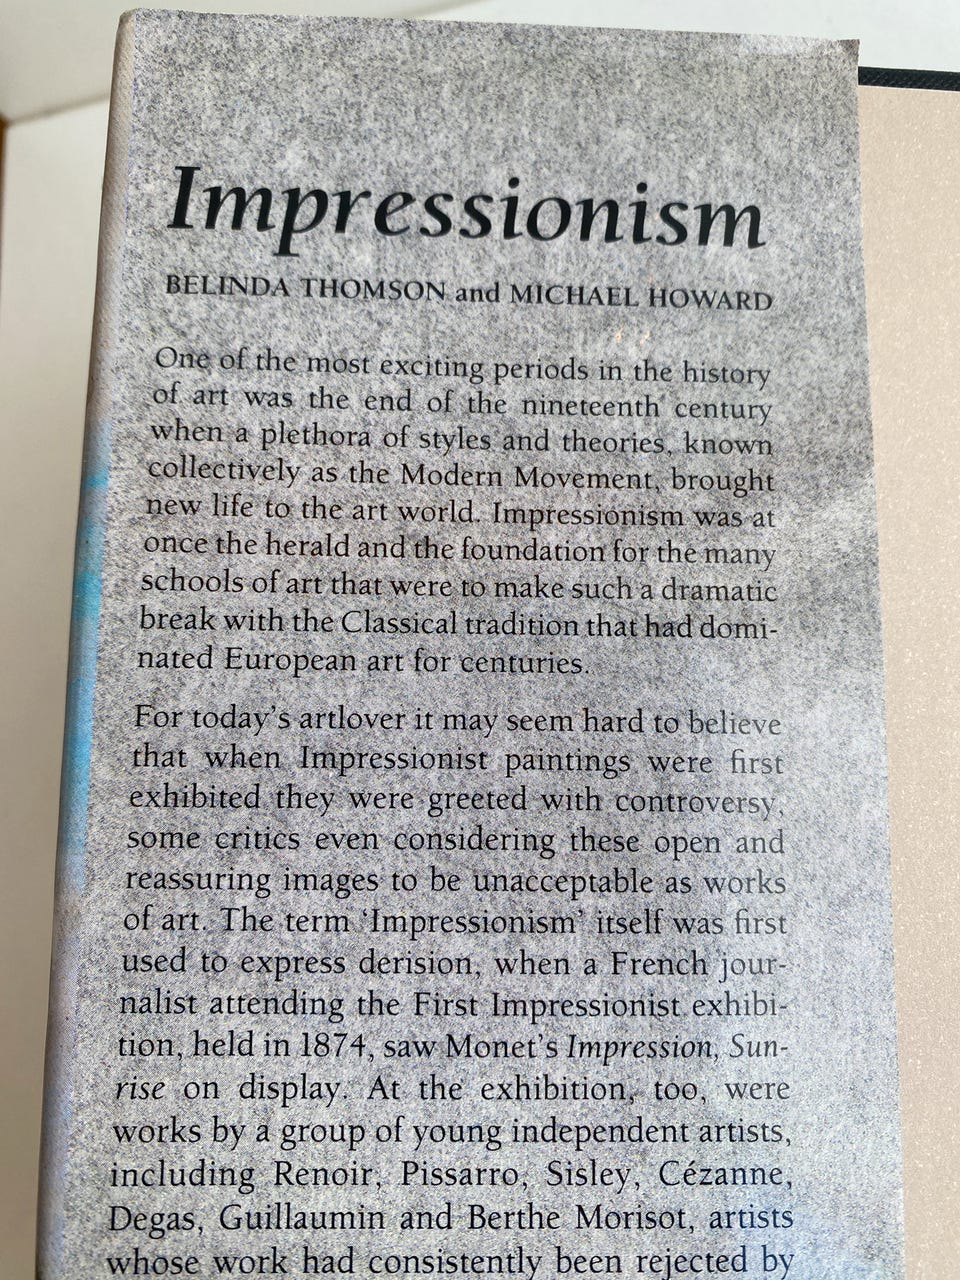 Impressionism
BELINDA THOMSON and MICHAEL HOWARD
One of the most exciting periods in the history
of art was the end of the nineteenth century
when a plethora of styles and theories, known
collectively as the Modern Movement, brought
new life to the art world. Impressionism was at
once the herald and the foundation for the many
schools of art that were to make such a dramatic
break with the Classical tradition that had domi-
nated European art for centuries.
For today's artlover it may seem hard to believe
that when Impressionist paintings were first
exhibited they were greeted with controversy,
some critics even considering these open and
reassuring images to be unacceptable as works
of art. The term ‘Impressionism’ itself was first
used to express derision, when a French jour-
nalist attending the First Impressionist exhibi-
tion, held in 1874, saw Monet's Impression, Sun-
rise on display. At the exhibition, too, were
works by a group of young independent artists,
including Renoir, Pissarro, Sisley, Cézanne,
Degas, Guillaumin and Berthe Morisot, artists
whose work had consistently been rejected by